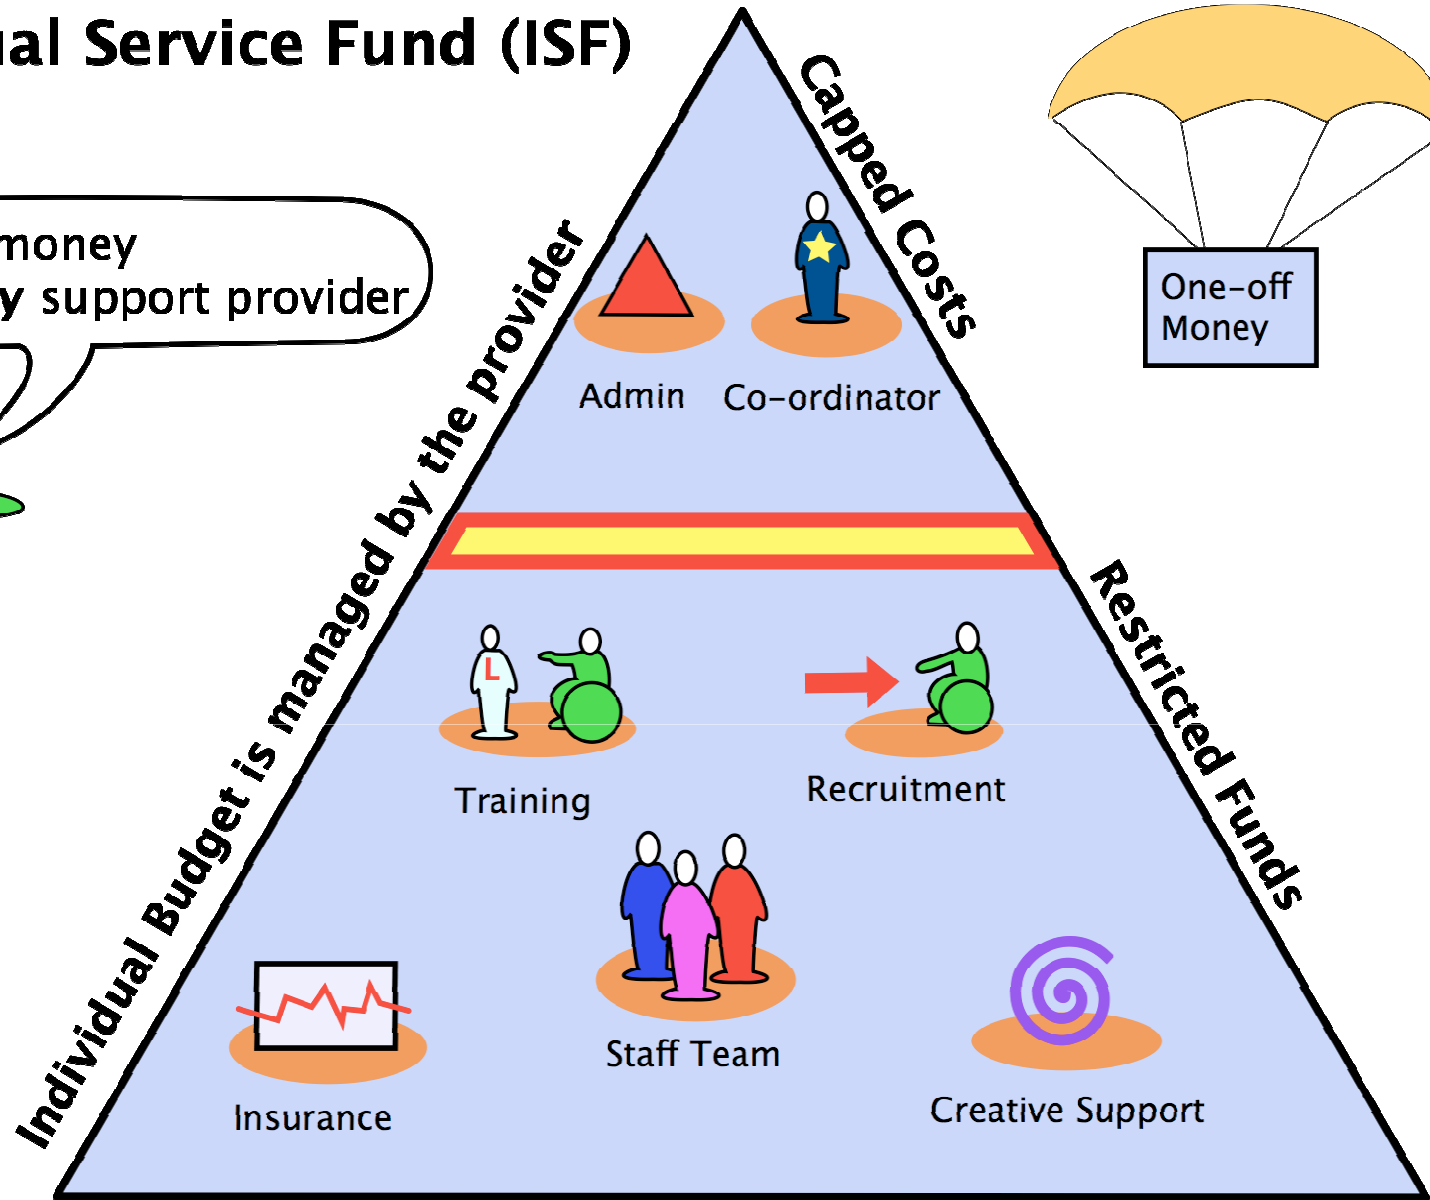 ual Service Fund (ISF)
money
y support provider
Individual Budget is managed by the provider
Capped Costs
One-off
Money
Admin
Co-ordinator
Restricted Funds
L
Training
Recruitment
Staff Team
Insurance
Creative Support